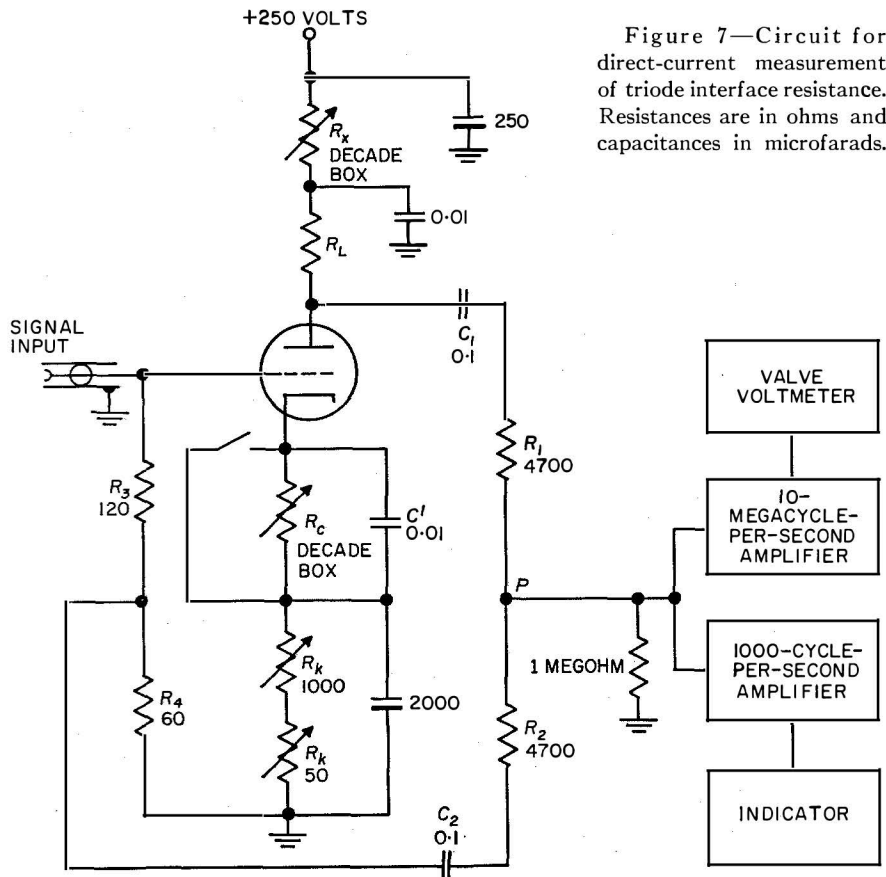 +250 VOLTS
Figure 7—Circuit for
direct-current measurement
of triode interface resistance.
Resistances are in ohms and
capacitances in microfarads.
250
Rx
DECADE
BOX
0·01
RL
SIGNAL
INPUT
C1
0·1
VALVE
VOLTMETER
R1
4700
R3
120
C'
0·01
Rc
DECADE
BOX
10-
MEGACYCLE-
PER-SECOND
AMPLIFIER
P
Rk
1000
1 MEGOHM
1000-CYCLE-
PER-SECOND
AMPLIFIER
R4
60
2000
R2
4700
Rk
50
C2
0·1
INDICATOR